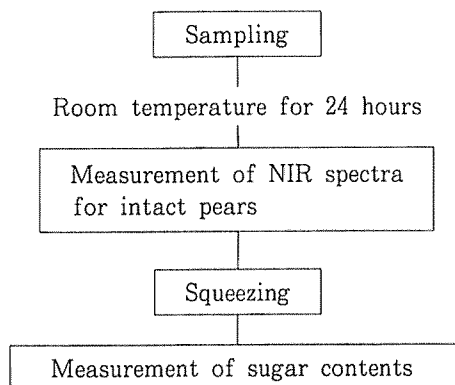 Sampling
Room temperature for 24 hours
Measurement of NIR spectra
for intact pears
Squeezing
Measurement of sugar contents